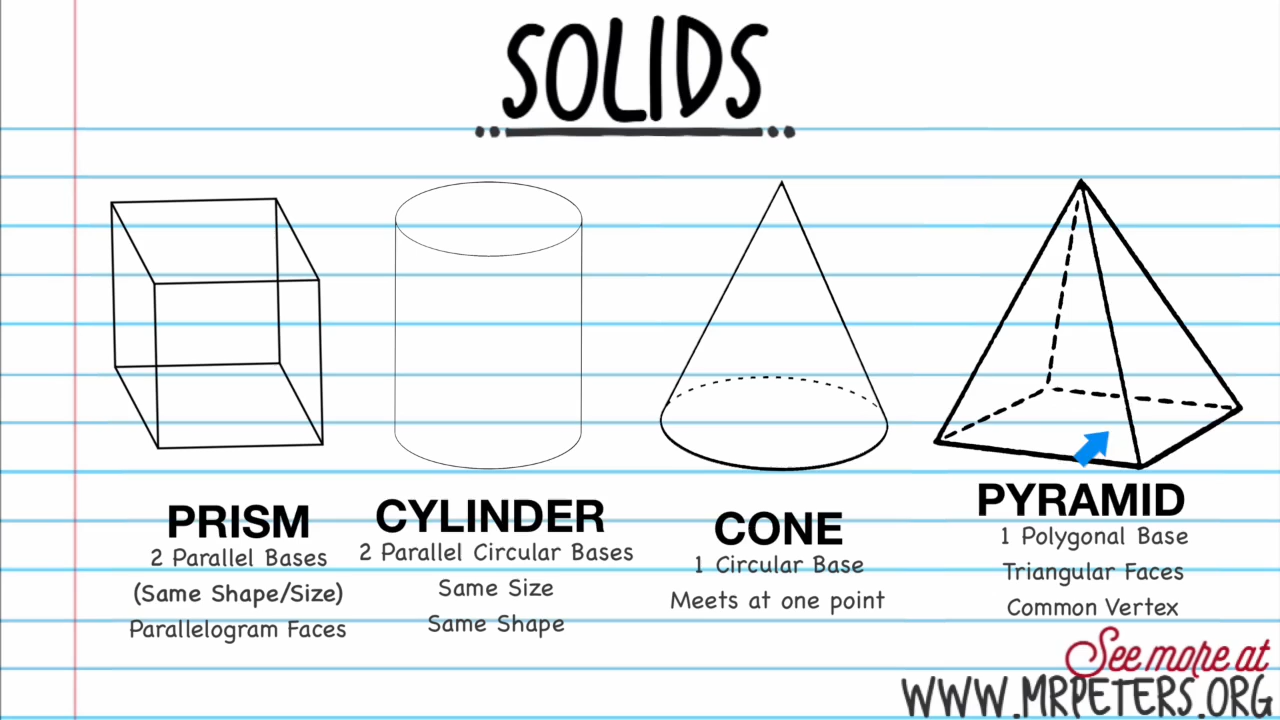 SOLIDS
PRISM
2 Parallel Bases
(Same Shape/Size)
Parallelogram Faces
CYLINDER
2 Parallel Circular Bases
Same Size
Same Shape
CONE
1 Circular Base
Meets at one point
PYRAMID
1 Polygonal Base
Triangular Faces
Common Vertex
See more at
WWW.MRPETERS.ORG